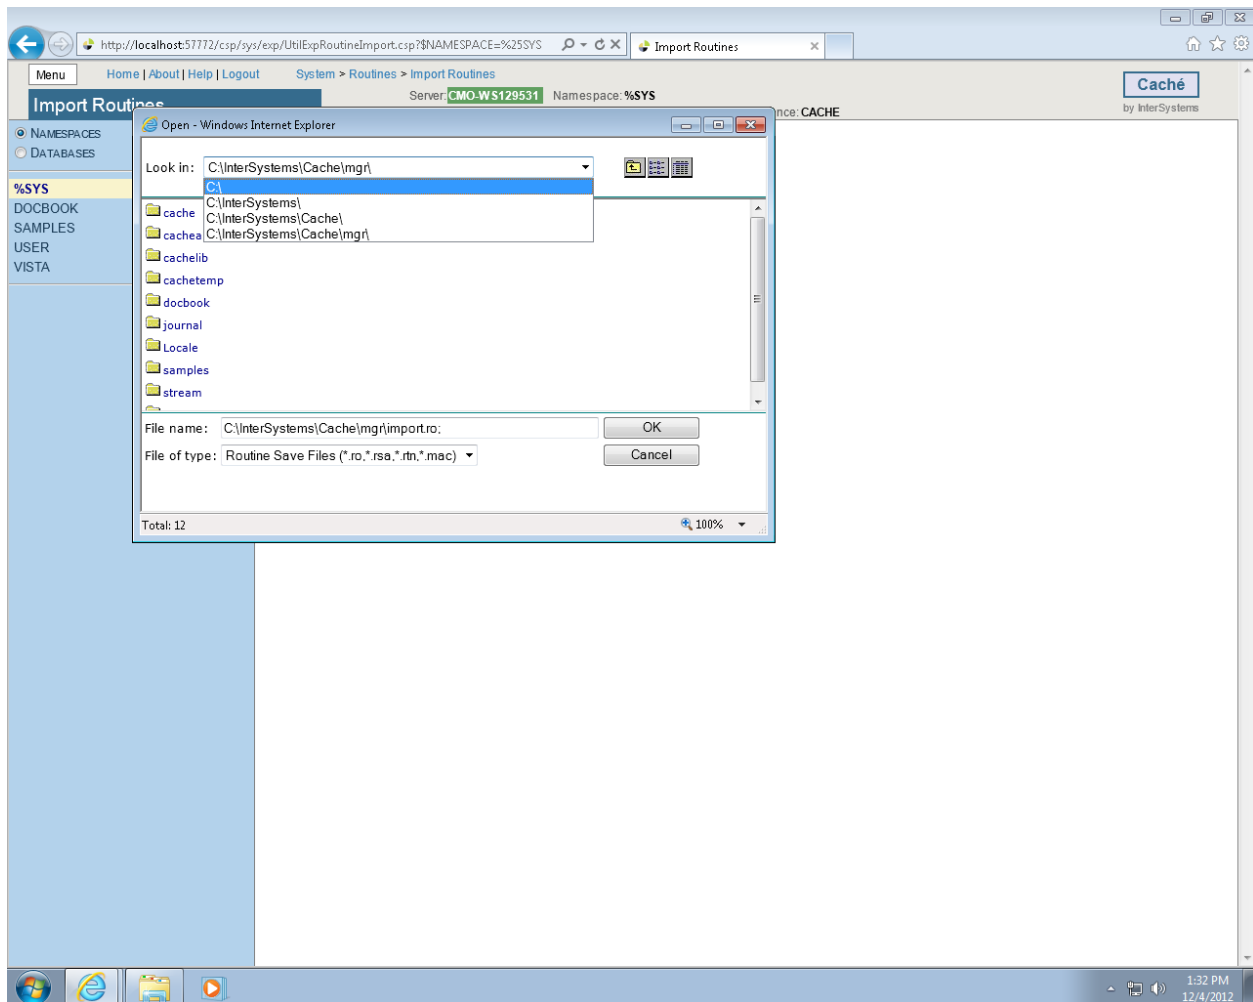 http://localhost:57772/csp/sys/exp/UtilExpRoutineImport.csp?$NAMESPACE=%25SYS
Import Routines
Menu
Home | About | Help | Logout
System > Routines > Import Routines
Server: CMO-WS129531 Namespace: %SYS
Caché
by InterSystems
Import Routines
nce: CACHE
NAMESPACES
DATABASES
%SYS
DOCBOOK
SAMPLES
USER
VISTA
Open - Windows Internet Explorer
Look in: C:\InterSystems\Cache\mgr\
C:\
C:\InterSystems\
C:\InterSystems\Cache\
C:\InterSystems\Cache\mgr\
cache
cachea
cachelib
cachetemp
docbook
journal
Locale
samples
stream
File name: C:\InterSystems\Cache\mgr\import.ro;
OK
File of type: Routine Save Files (*.ro,*.rsa,*.rtn,*.mac)
Cancel
Total: 12
100%
1:32 PM
12/4/2012